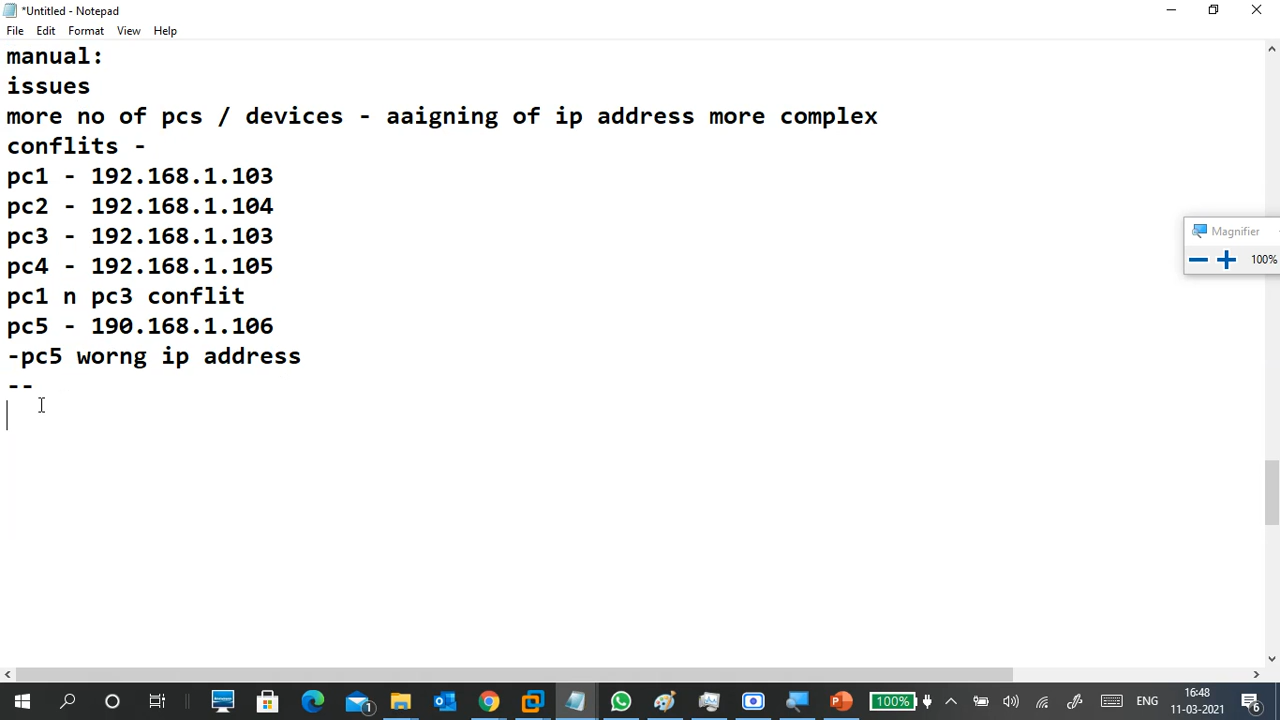 *Untitled - Notepad
File Edit Format View Help
manual:
issues
more no of pcs / devices - aaigning of ip address more complex
conflits -
pc1 - 192.168.1.103
pc2 - 192.168.1.104
pc3 - 192.168.1.103
pc4 - 192.168.1.105
pc1 n pc3 conflit
pc5 - 190.168.1.106
-pc5 worng ip address
--
Magnifier
100%
100%
ENG
16:48
11-03-2021
1
6